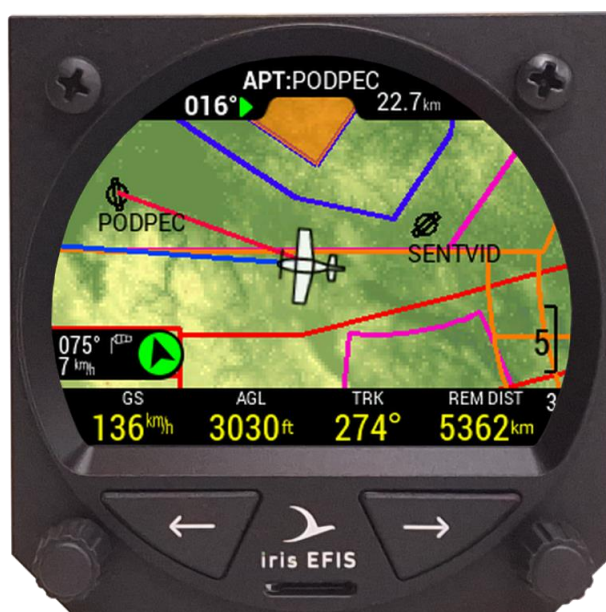 APT:PODPEC
016° 22.7km
PODPEC
SENTVID
075°
7 km/h
5
GS AGL TRK REM DIST 3
136km/h 3030ft 274° 5362km
iris EFIS